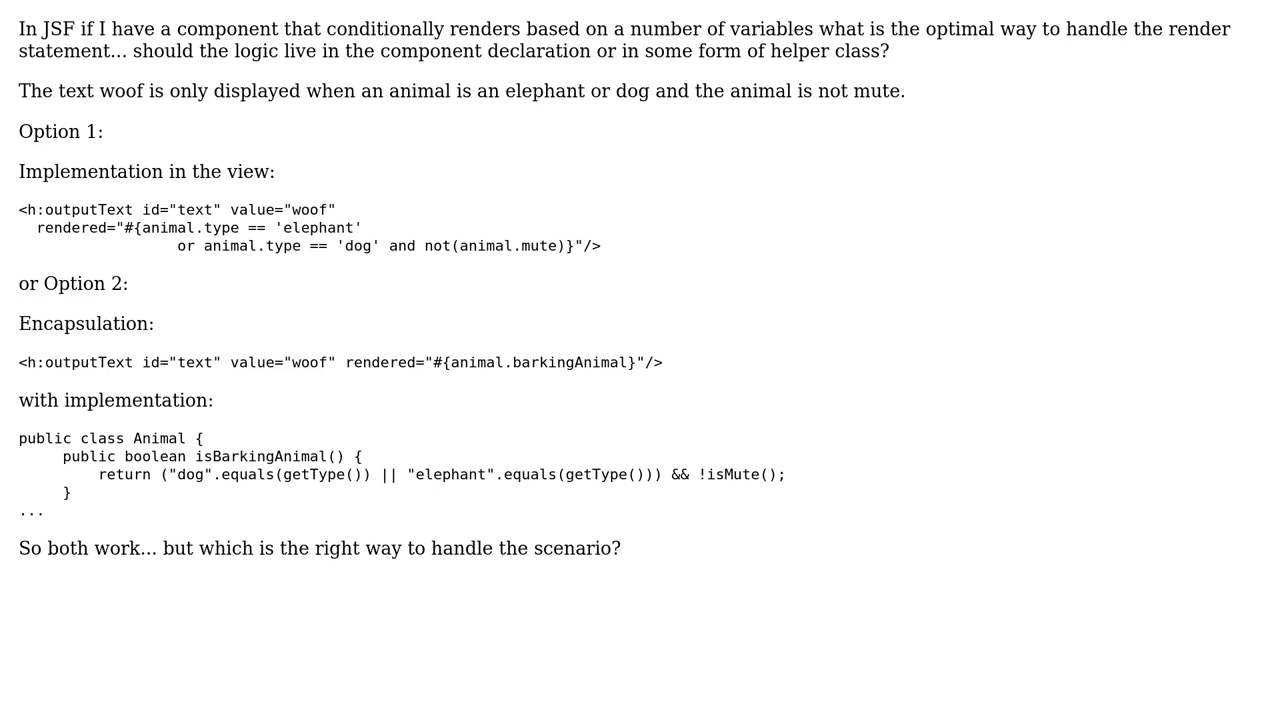 In JSF if I have a component that conditionally renders based on a number of variables what is the optimal way to handle the render
statement... should the logic live in the component declaration or in some form of helper class?
The text woof is only displayed when an animal is an elephant or dog and the animal is not mute.
Option 1:
Implementation in the view:
<h:outputText id="text" value="woof"
  rendered="#{animal.type == 'elephant'
                  or animal.type == 'dog' and not(animal.mute)}"/>
or Option 2:
Encapsulation:
<h:outputText id="text" value="woof" rendered="#{animal.barkingAnimal}"/>
with implementation:
public class Animal {
     public boolean isBarkingAnimal() {
         return ("dog".equals(getType()) || "elephant".equals(getType())) && !isMute();
     }
...
So both work... but which is the right way to handle the scenario?